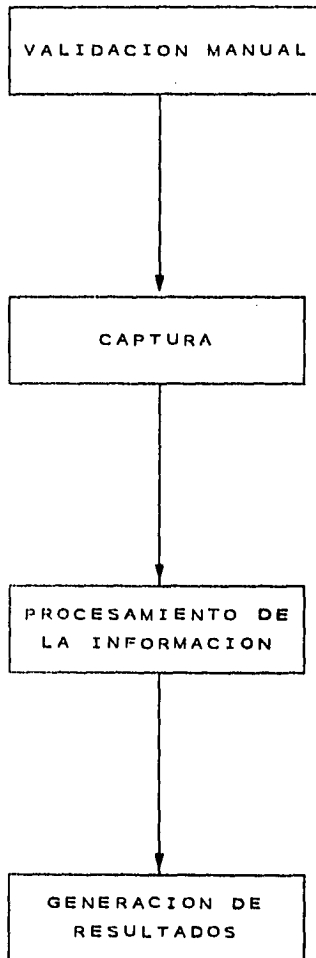 VALIDACION MANUAL
CAPTURA
PROCESAMIENTO DE
LA INFORMACION
GENERACION DE
RESULTADOS